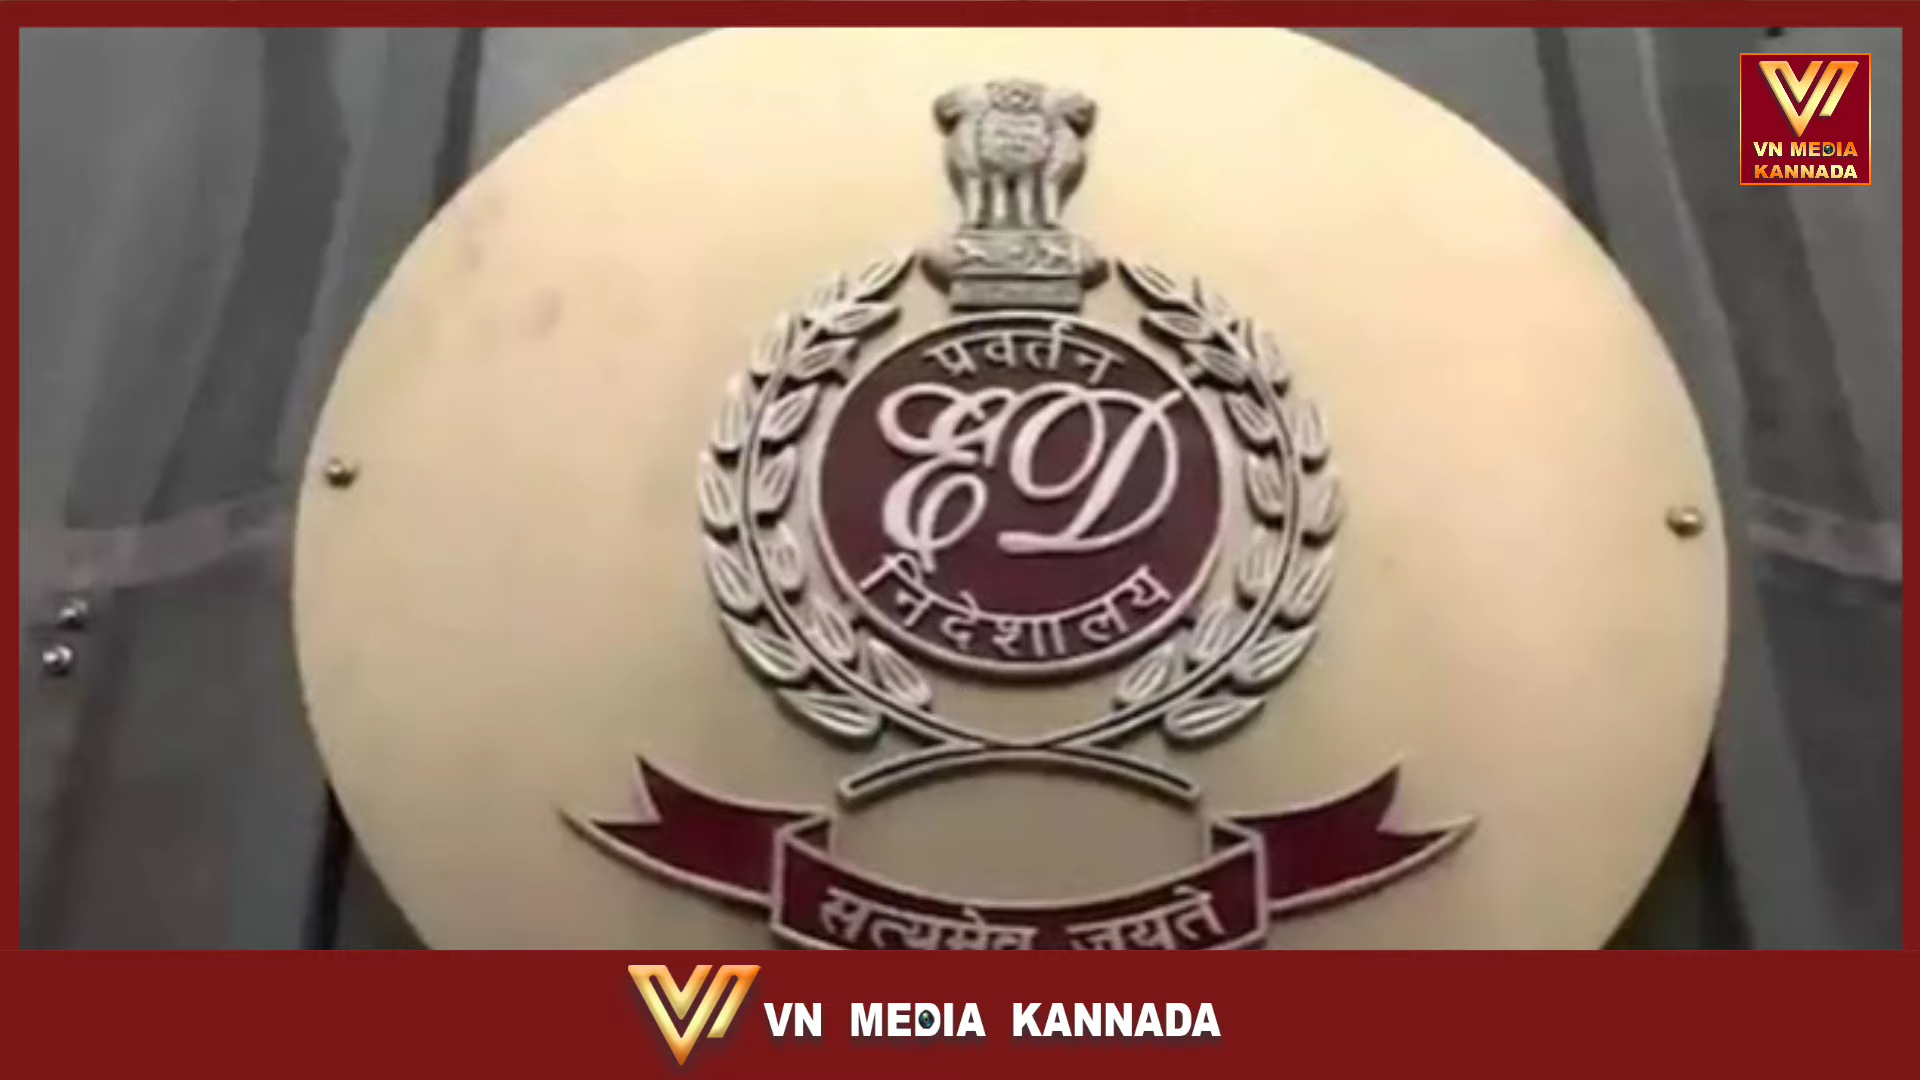 VN MEDIA
KANNADA
प्रवर्तन
ED
निदेशालय
सत्यमेव जयते
VN MEDIA KANNADA